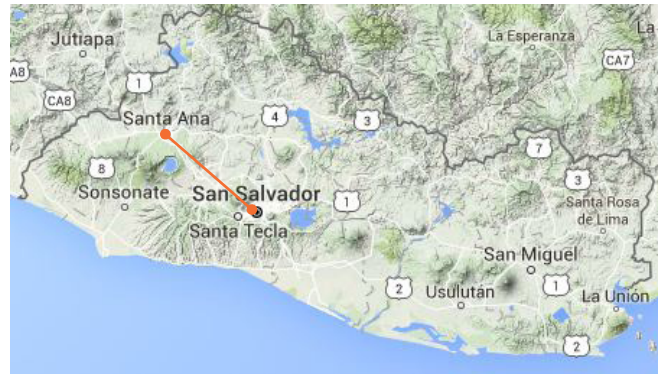 Jutiapa
La Esperanza
La
CA8
CA7
1
CA8
Santa Ana
4
3
7
8
3
Sonsonate
San Salvador
1
Santa Rosa
de Lima
Santa Tecla
San Miguel
2
Usulután
1
La Unión
2